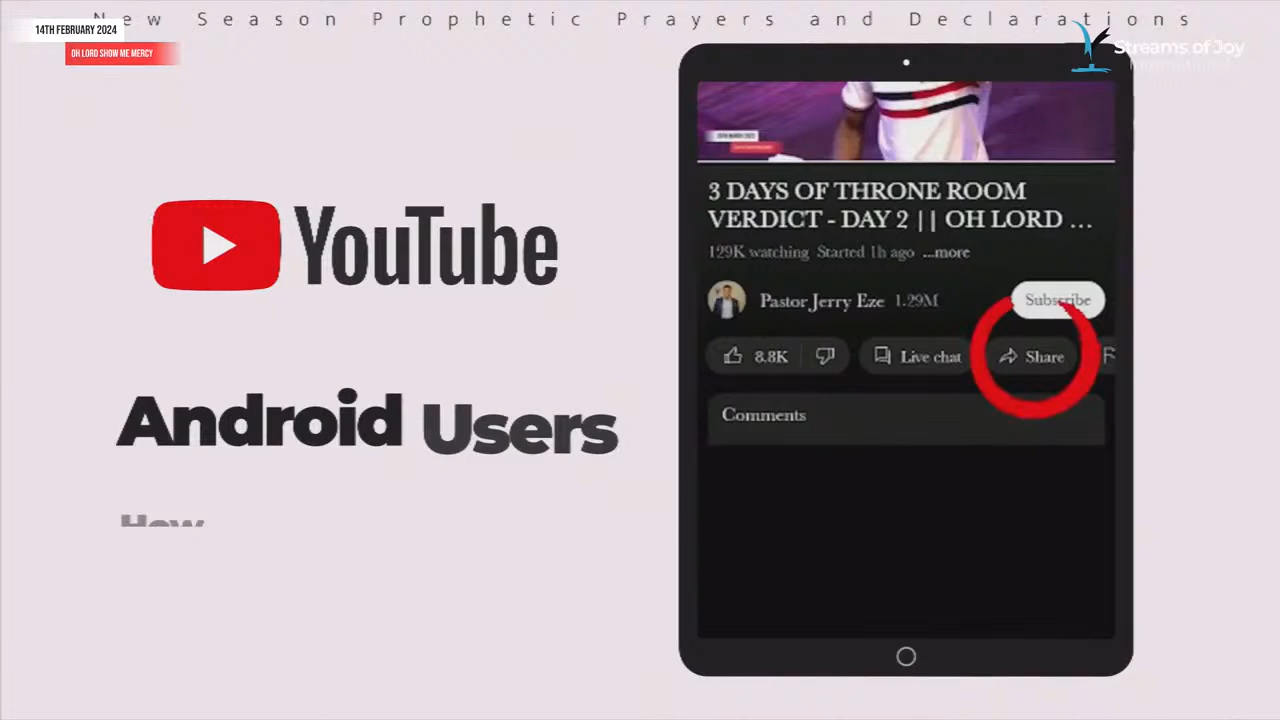 New Season Prophetic Prayers and Declarations
14TH FEBRUARY 2024
OH LORD SHOW ME MERCY
Streams of Joy
International
YouTube
Android Users
How
3 DAYS OF THRONE ROOM
VERDICT - DAY 2 || OH LORD ...
129K watching Started 1h ago ...more
Pastor Jerry Eze 1.29M
Subscribe
8.8K Live chat Share
Comments